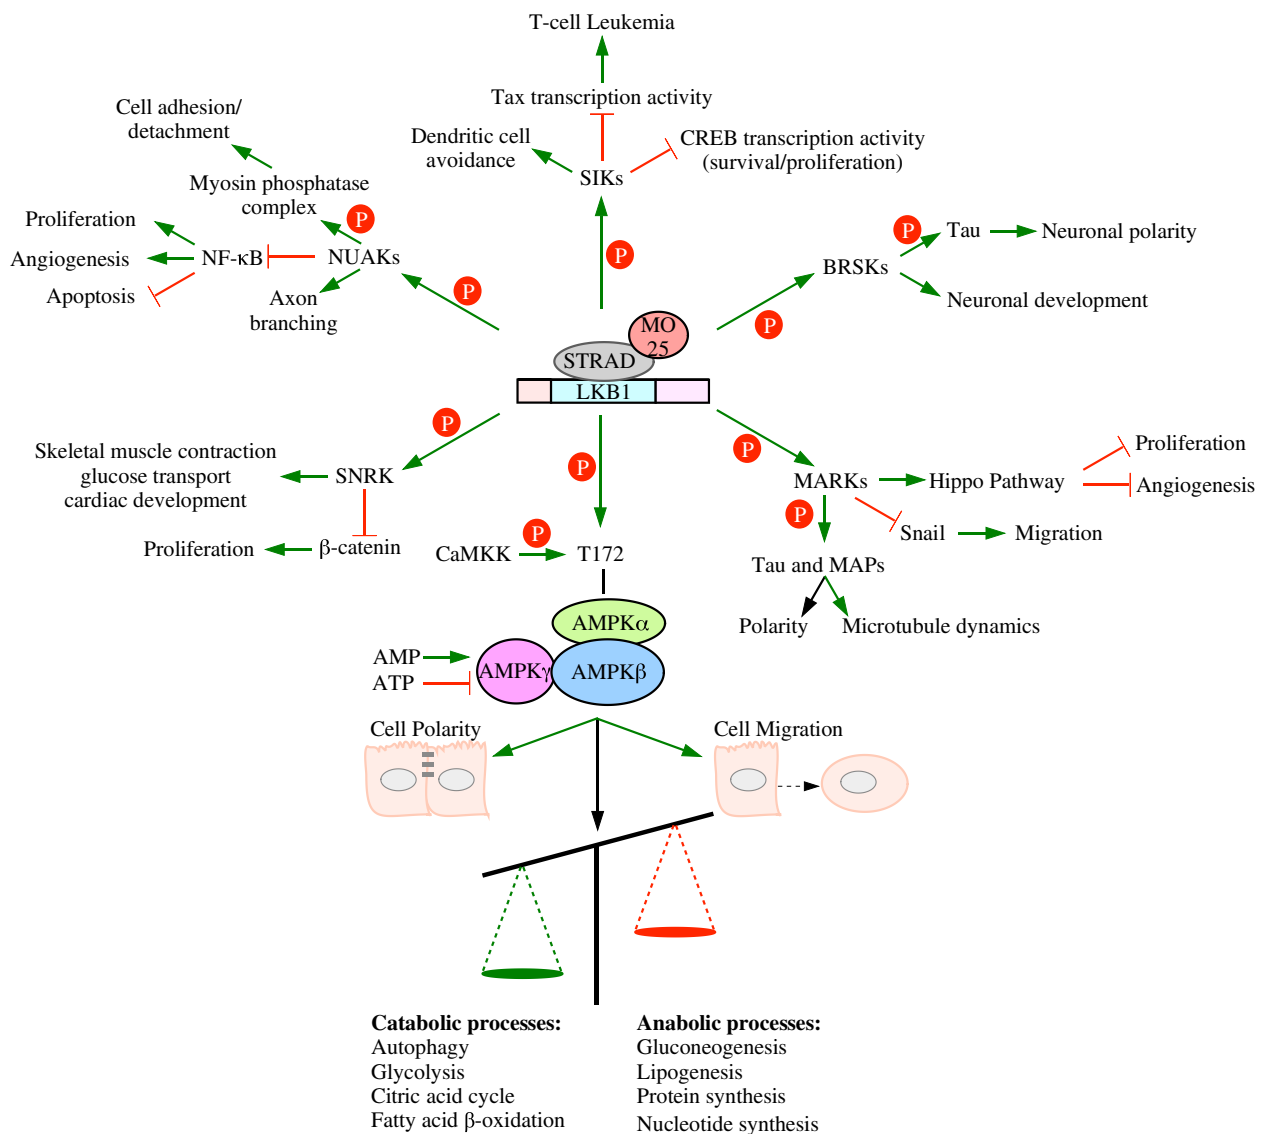 T-cell Leukemia
Tax transcription activity
Cell adhesion/
detachment
Dendritic cell
avoidance
CREB transcription activity
(survival/proliferation)
SIKs
Myosin phosphatase
complex
P
Proliferation
Angiogenesis
Apoptosis
NF-κB
NUAKs
Axon
branching
P
P
P
Tau
Neuronal polarity
BRSKs
Neuronal development
P
MO
25
STRAD
LKB1
P
P
P
Skeletal muscle contraction
glucose transport
cardiac development
SNRK
Proliferation
β-catenin
MARKs
Hippo Pathway
Proliferation
Angiogenesis
P
Snail
Migration
Tau and MAPs
Polarity
Microtubule dynamics
CaMKK
P
T172
AMPKα
AMP
ATP
AMPKγ
AMPKβ
Cell Polarity
Cell Migration
Catabolic processes:
Autophagy
Glycolysis
Citric acid cycle
Fatty acid β-oxidation
Anabolic processes:
Gluconeogenesis
Lipogenesis
Protein synthesis
Nucleotide synthesis